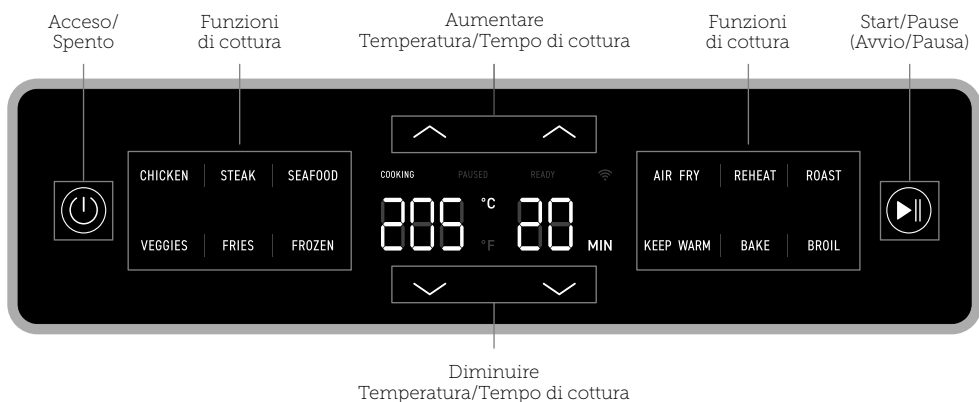 Acceso/
Spento
Funzioni
di cottura
Aumentare
Temperatura/Tempo di cottura
Funzioni
di cottura
Start/Pause
(Avvio/Pausa)
CHICKEN STEAK SEAFOOD
VEGGIES FRIES FROZEN
COOKING PAUSED READY
205 °C 20
°F MIN
AIR FRY REHEAT ROAST
KEEP WARM BAKE BROIL
Diminuire
Temperatura/Tempo di cottura